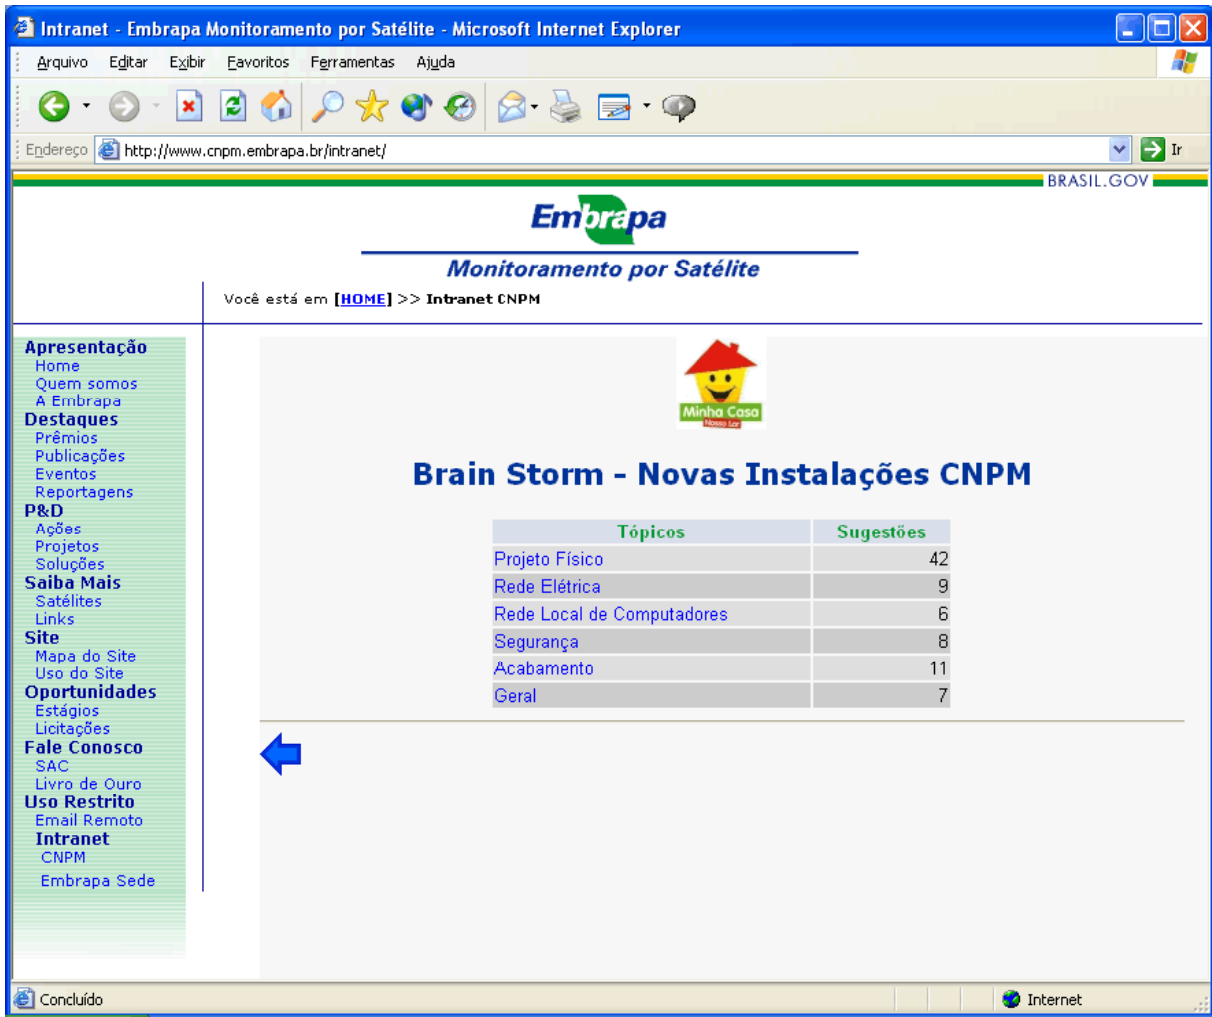 Intranet - Embrapa Monitoramento por Satélite - Microsoft Internet Explorer
Arquivo Editar Exibir Favoritos Ferramentas Ajuda
Endereço http://www.cnpm.embrapa.br/intranet/ Ir
BRASIL.GOV
Embrapa
Monitoramento por Satélite
Você está em [HOME] >> Intranet CNPM
Apresentação
Home
Quem somos
A Embrapa
Destaques
Prêmios
Publicações
Eventos
Reportagens
P&D
Ações
Projetos
Soluções
Saiba Mais
Satélites
Links
Site
Mapa do Site
Uso do Site
Oportunidades
Estágios
Licitações
Fale Conosco
SAC
Livro de Ouro
Uso Restrito
Email Remoto
Intranet
CNPM
Embrapa Sede
Minha Casa
Nosso Lar
Brain Storm - Novas Instalações CNPM
Tópicos Sugestões
Projeto Físico 42
Rede Elétrica 9
Rede Local de Computadores 6
Segurança 8
Acabamento 11
Geral 7
Concluído Internet